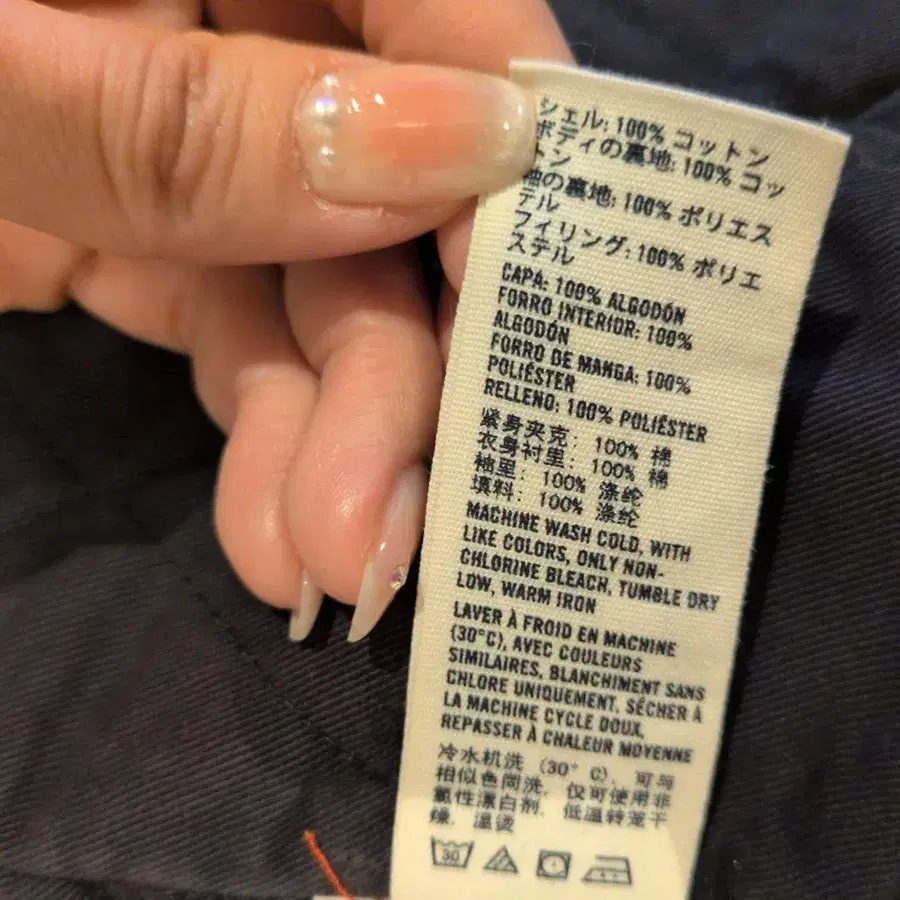 シェル: 100% コットン
ボディの裏地: 100% コッ
トン
袖の裏地: 100% ポリエス
テル
フィリング: 100% ポリエ
ステル
CAPA: 100% ALGODÓN
FORRO INTERIOR: 100%
ALGODÓN
FORRO DE MANGA: 100%
POLIÉSTER
RELLENO: 100% POLIÉSTER
紧身夹克: 100% 棉
衣身衬里: 100% 棉
袖里: 100% 涤纶
填料: 100% 涤纶
MACHINE WASH COLD, WITH
LIKE COLORS, ONLY NON-
CHLORINE BLEACH, TUMBLE DRY
LOW, WARM IRON
LAVER À FROID EN MACHINE
(30°C), AVEC COULEURS
SIMILAIRES, BLANCHIMENT SANS
CHLORE UNIQUEMENT, SÉCHER À
LA MACHINE CYCLE DOUX,
REPASSER À CHALEUR MOYENNE
冷水机洗 (30° C), 可与
相似色同洗, 仅可使用非
氯性漂白剂, 低温转笼干
燥, 温烫
30